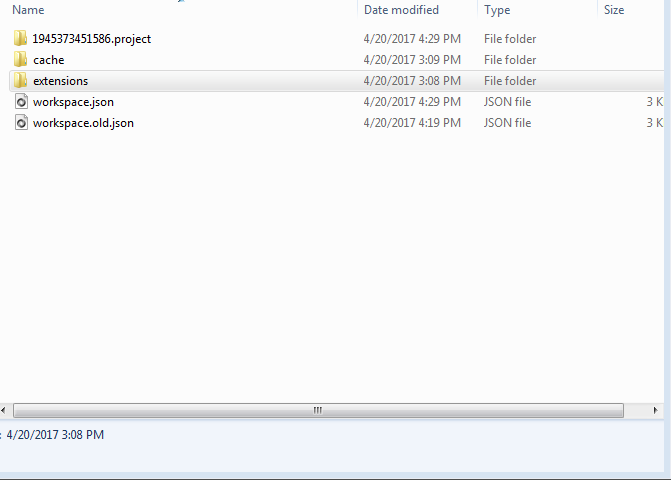 Name Date modified Type Size
1945373451586.project 4/20/2017 4:29 PM File folder
cache 4/20/2017 3:09 PM File folder
extensions 4/20/2017 3:08 PM File folder
workspace.json 4/20/2017 4:29 PM JSON file 3 K
workspace.old.json 4/20/2017 4:19 PM JSON file 3 K
: 4/20/2017 3:08 PM